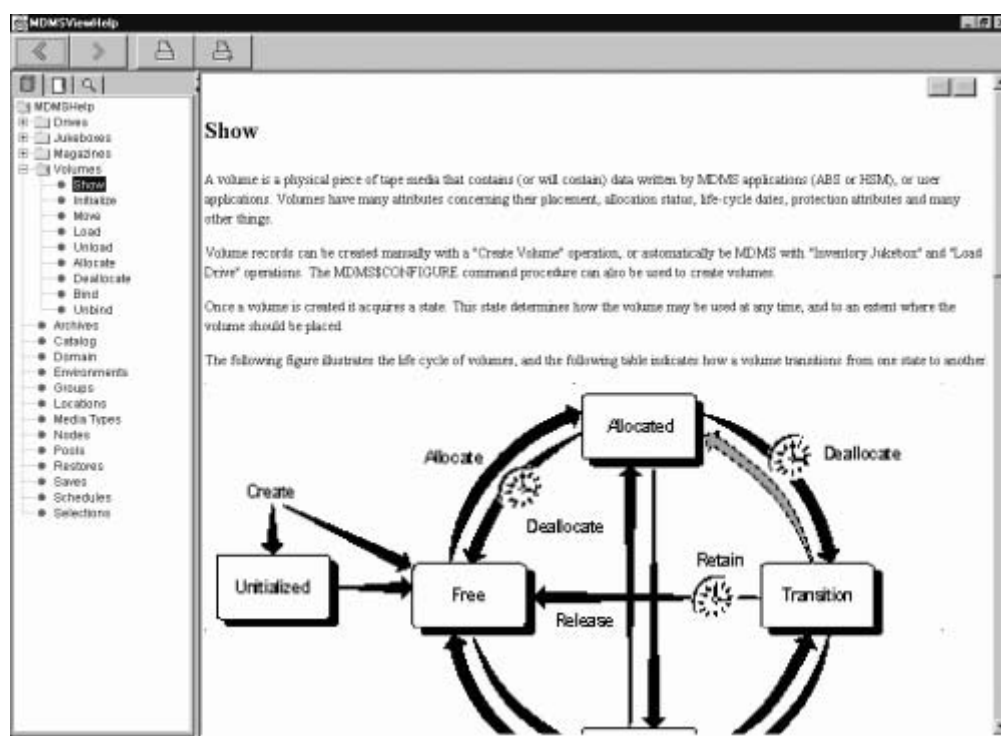 MDMSViewHelp
MDMSHelp
Drives
Jukeboxes
Magazines
Volumes
Show
Initialize
Move
Load
Unload
Allocate
Deallocate
Bind
Unbind
Archives
Catalog
Domain
Environments
Groups
Locations
Media Types
Nodes
Pools
Restores
Saves
Schedules
Selections
Show
A volume is a physical piece of tape media that contains (or will contain) data written by MDMS applications (ABS or HSM), or user
applications. Volumes have many attributes concerning their placement, allocation status, life-cycle dates, protection attributes and many
other things.
Volume records can be created manually with a "Create Volume" operation, or automatically be MDMS with "Inventory Jukebox" and "Load
Drive" operations. The MDMS$CONFIGURE command procedure can also be used to create volumes.
Once a volume is created it acquires a state. This state determines how the volume may be used at any time, and to an extent where the
volume should be placed.
The following figure illustrates the life cycle of volumes, and the following table indicates how a volume transitions from one state to another.
Allocated
Allocate
Deallocate
Create
Deallocate
Retain
Unitialized
Free
Transition
Release